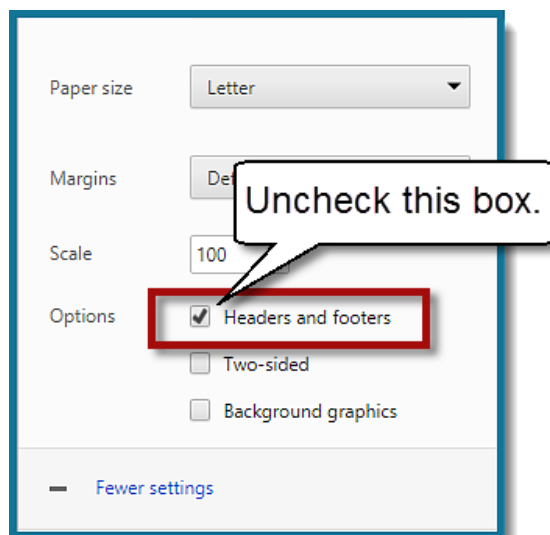 Paper size Letter
Margins De
Uncheck this box.
Scale 100
Options Headers and footers
Two-sided
Background graphics
Fewer settings